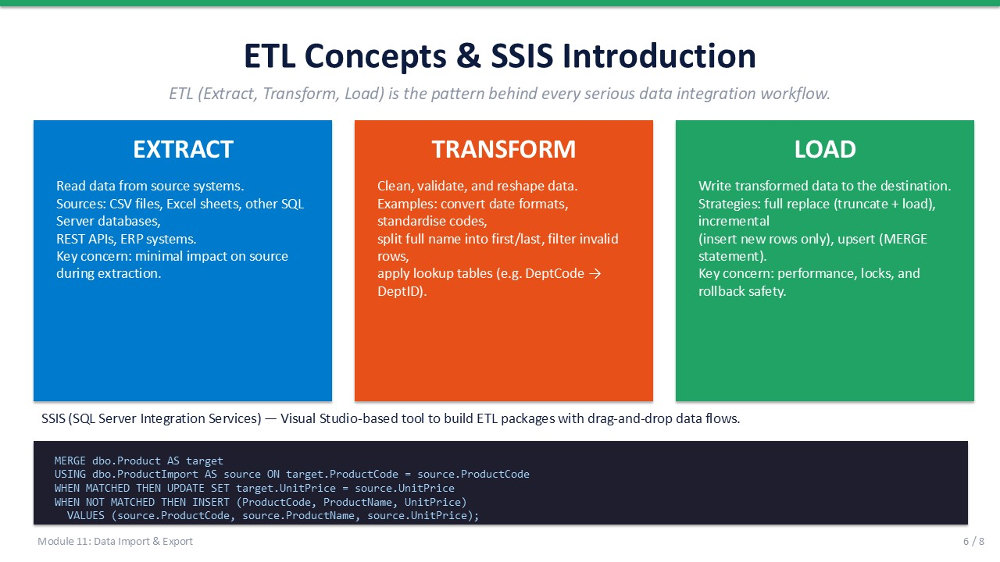 ETL Concepts & SSIS Introduction
ETL (Extract, Transform, Load) is the pattern behind every serious data integration workflow.
EXTRACT
Read data from source systems.
Sources: CSV files, Excel sheets, other SQL
Server databases,
REST APIs, ERP systems.
Key concern: minimal impact on source
during extraction.
TRANSFORM
Clean, validate, and reshape data.
Examples: convert date formats,
standardise codes,
split full name into first/last, filter invalid
rows,
apply lookup tables (e.g. DeptCode →
DeptID).
LOAD
Write transformed data to the destination.
Strategies: full replace (truncate + load),
incremental
(insert new rows only), upsert (MERGE
statement).
Key concern: performance, locks, and
rollback safety.
SSIS (SQL Server Integration Services) — Visual Studio-based tool to build ETL packages with drag-and-drop data flows.
MERGE dbo.Product AS target
USING dbo.ProductImport AS source ON target.ProductCode = source.ProductCode
WHEN MATCHED THEN UPDATE SET target.UnitPrice = source.UnitPrice
WHEN NOT MATCHED THEN INSERT (ProductCode, ProductName, UnitPrice)
  VALUES (source.ProductCode, source.ProductName, source.UnitPrice);
Module 11: Data Import & Export
6 / 8